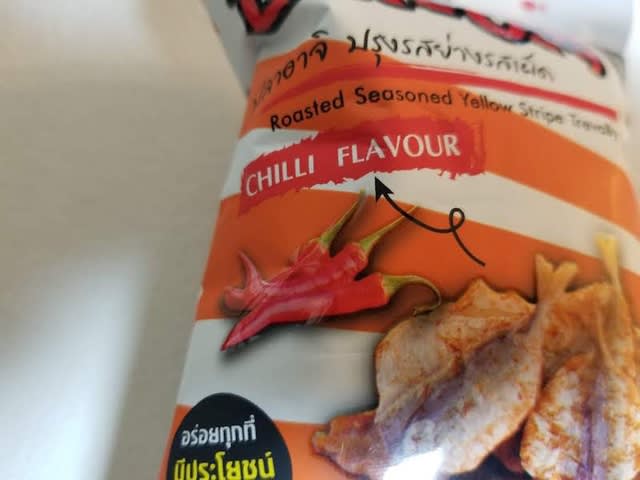 ปลาอาจิ ปรุงรสย่างรสเผ็ด
Roasted Seasoned Yellow Stripe Trevally
CHILLI FLAVOUR
อร่อยทุกที่
มีประโยชน์